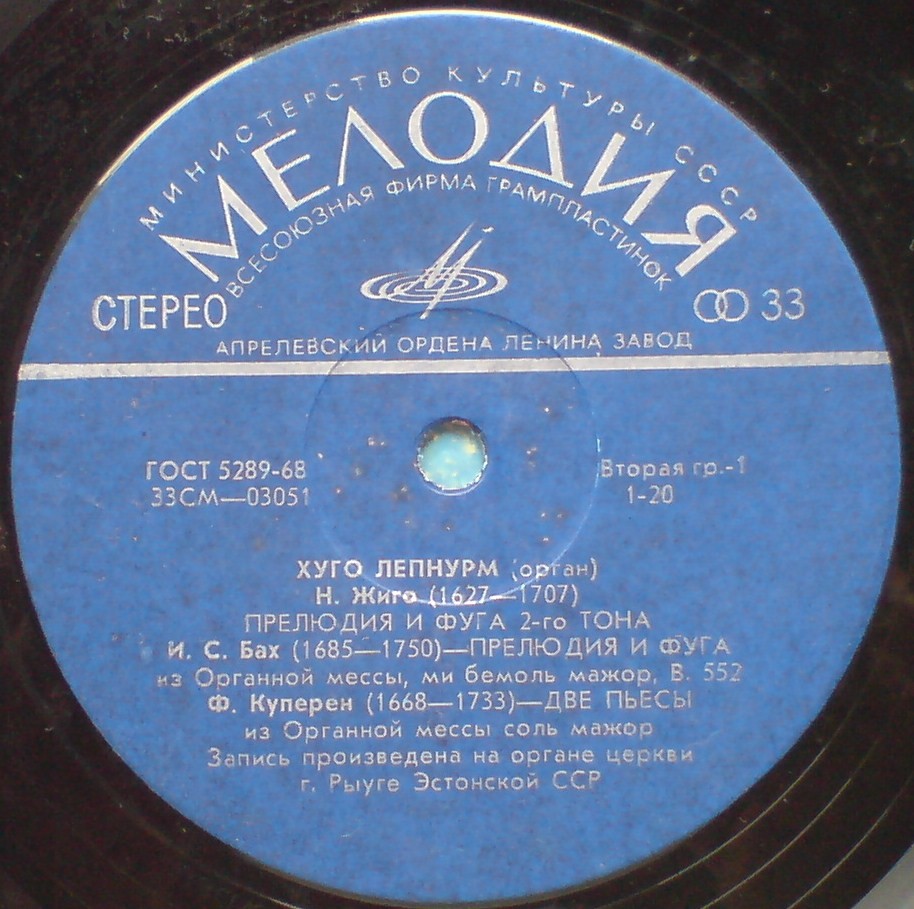 МИНИСТЕРСТВО КУЛЬТУРЫ СССР
МЕЛОДИЯ
ВСЕСОЮЗНАЯ ФИРМА ГРАМПЛАСТИНОК
СТЕРЕО
33
АПРЕЛЕВСКИЙ ОРДЕНА ЛЕНИНА ЗАВОД
ГОСТ 5289-68
Вторая гр.-1
33СМ—03051
1-20
ХУГО ЛЕПНУРМ (орган)
Н. Жиго (1627—1707)
ПРЕЛЮДИЯ И ФУГА 2-го ТОНА
И. С. Бах (1685—1750)—ПРЕЛЮДИЯ И ФУГА
из Органной мессы, ми бемоль мажор, В. 552
Ф. Куперен (1668—1733)—ДВЕ ПЬЕСЫ
из Органной мессы соль мажор
Запись произведена на органе церкви
г. Рыуге Эстонской ССР